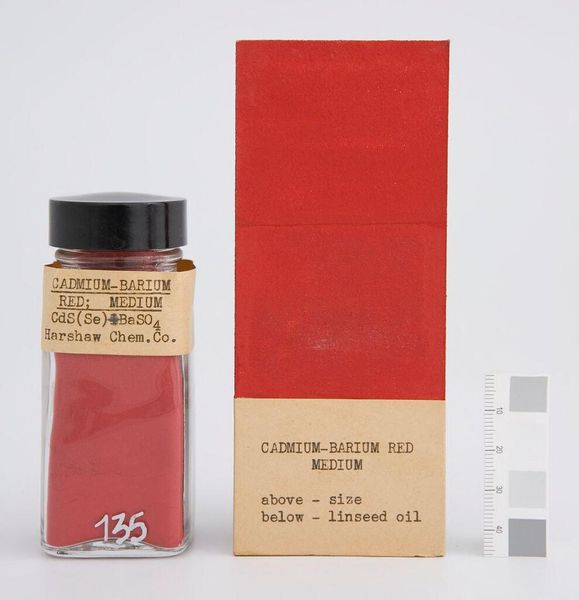 CADMIUM-BARIUM
RED; MEDIUM
CdS(Se)+BaSO4
Harshaw Chem.Co.
135
CADMIUM-BARIUM RED
MEDIUM
above - size
below - linseed oil
10
20
30
40